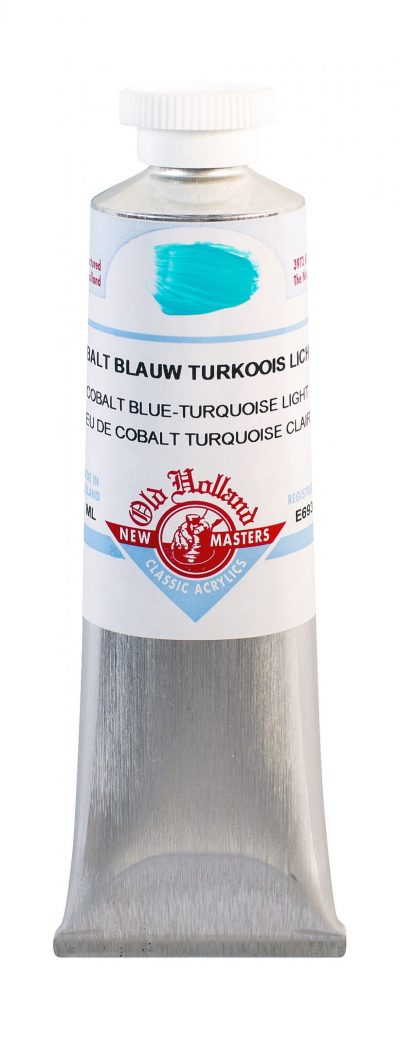 BALT BLAUW TURKOOIS LICH
COBALT BLUE-TURQUOISE LIGHT
EU DE COBALT TURQUOISE CLAIR
ML
E693
Old Holland
NEW MASTERS
CLASSIC ACRYLICS